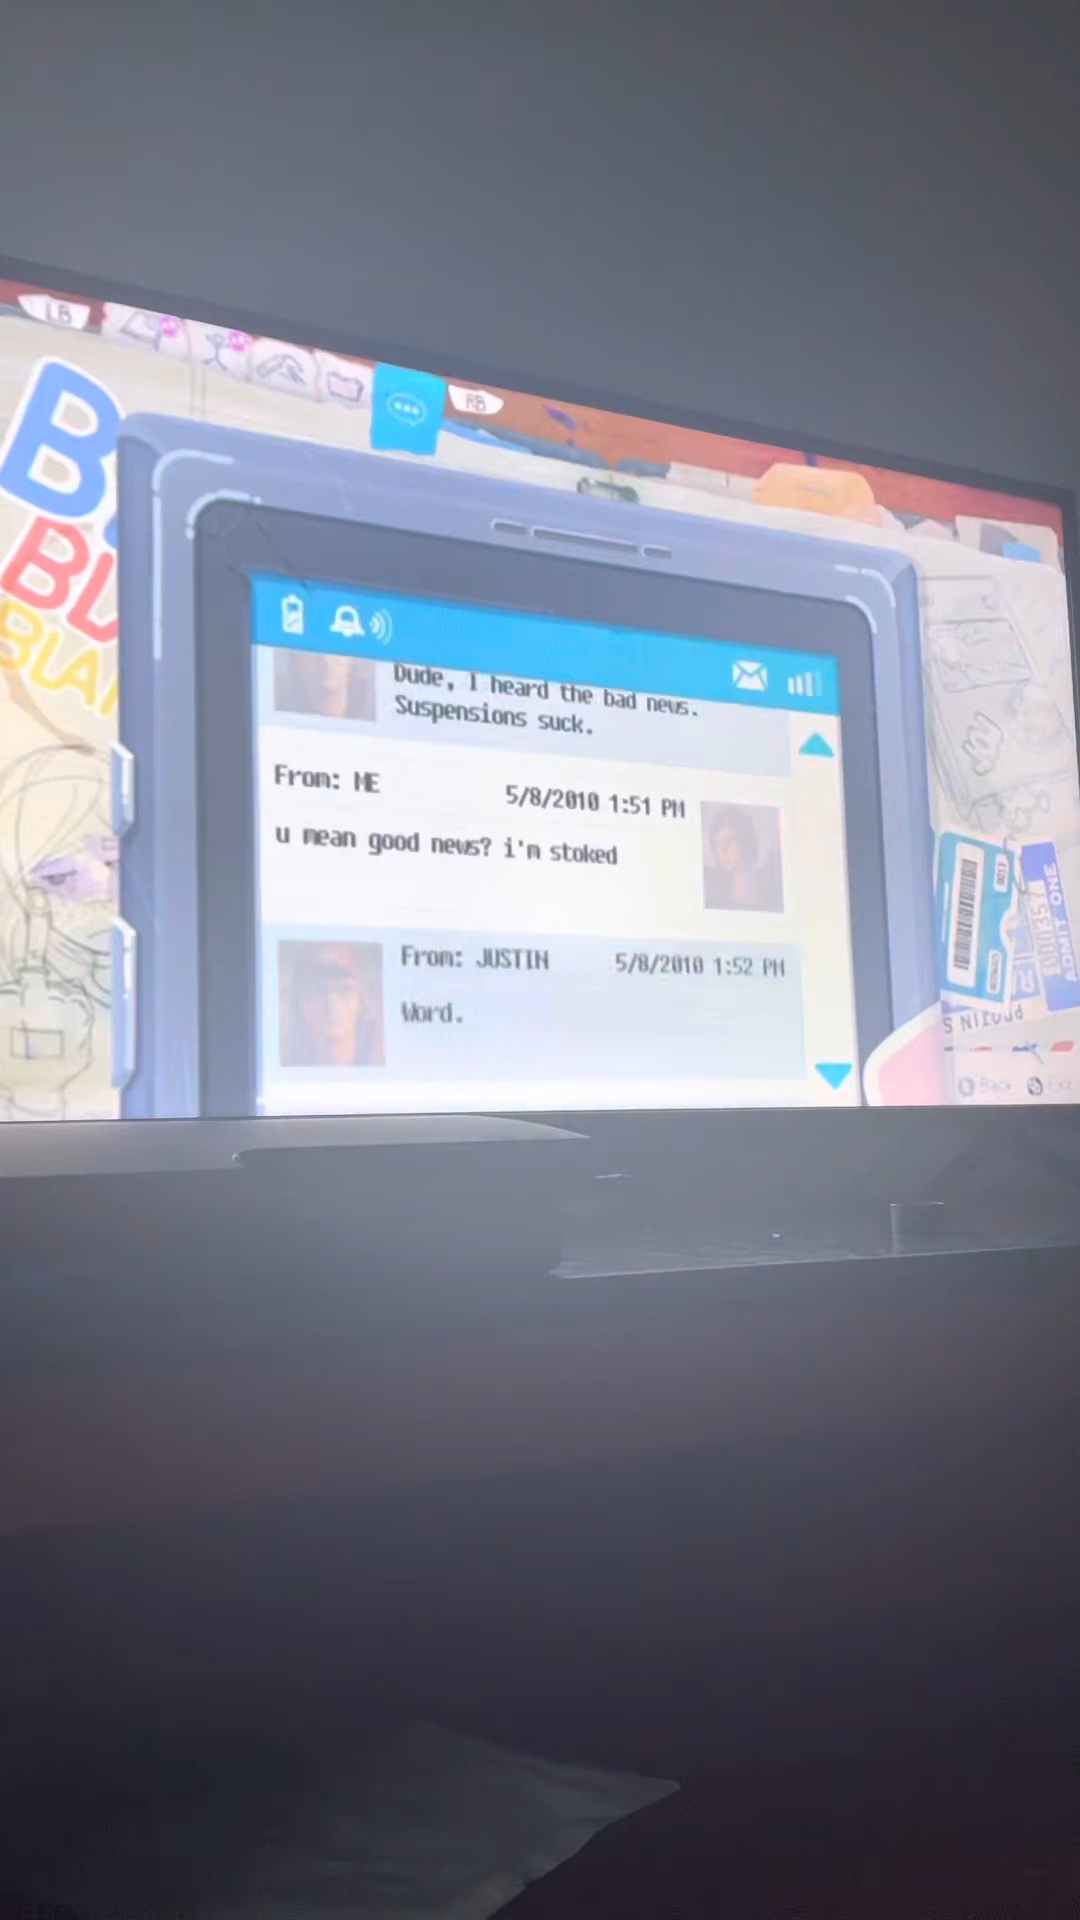 LB
RB
Dude, I heard the bad news.
Suspensions suck.
From: ME
5/8/2010 1:51 PM
u mean good news? i'm stoked
From: JUSTIN
5/8/2010 1:52 PM
Word.
ADMIT ONE
Back